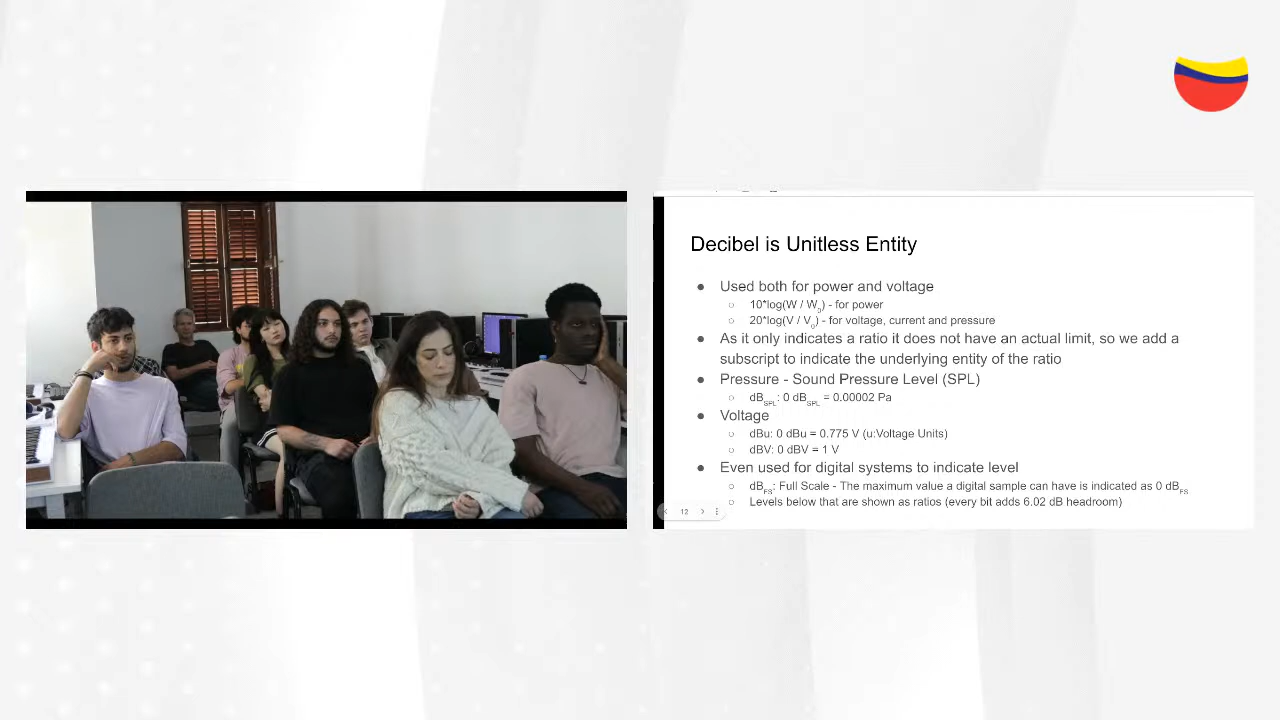 Decibel is Unitless Entity
● Used both for power and voltage
○ 10*log(W / W₀) - for power
○ 20*log(V / V₀) - for voltage, current and pressure
● As it only indicates a ratio it does not have an actual limit, so we add a
subscript to indicate the underlying entity of the ratio
● Pressure - Sound Pressure Level (SPL)
○ dBSPL: 0 dBSPL = 0.00002 Pa
● Voltage
○ dBu: 0 dBu = 0.775 V (u:Voltage Units)
○ dBV: 0 dBV = 1 V
● Even used for digital systems to indicate level
○ dBFS: Full Scale - The maximum value a digital sample can have is indicated as 0 dBFS
○ Levels below that are shown as ratios (every bit adds 6.02 dB headroom)
12